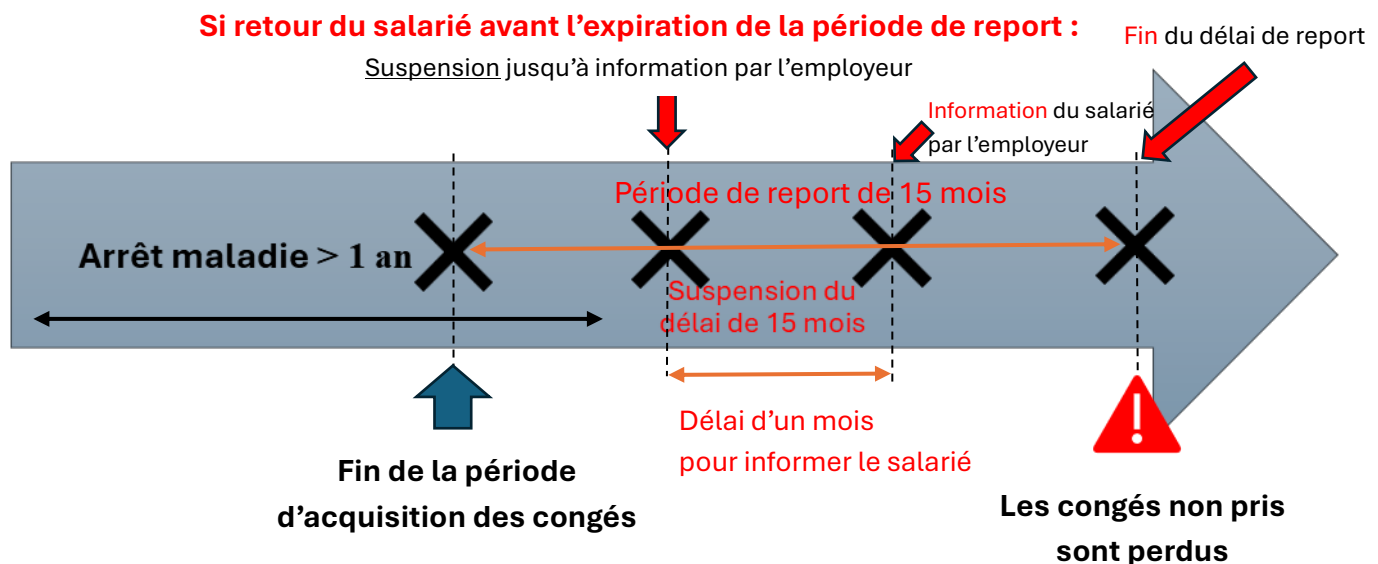 Si retour du salarié avant l’expiration de la période de report :
Fin du délai de report
Suspension jusqu’à information par l’employeur
Information du salarié
par l’employeur
Période de report de 15 mois
Arrêt maladie > 1 an
Suspension du
délai de 15 mois
Délai d’un mois
pour informer le salarié
Fin de la période
d’acquisition des congés
Les congés non pris
sont perdus